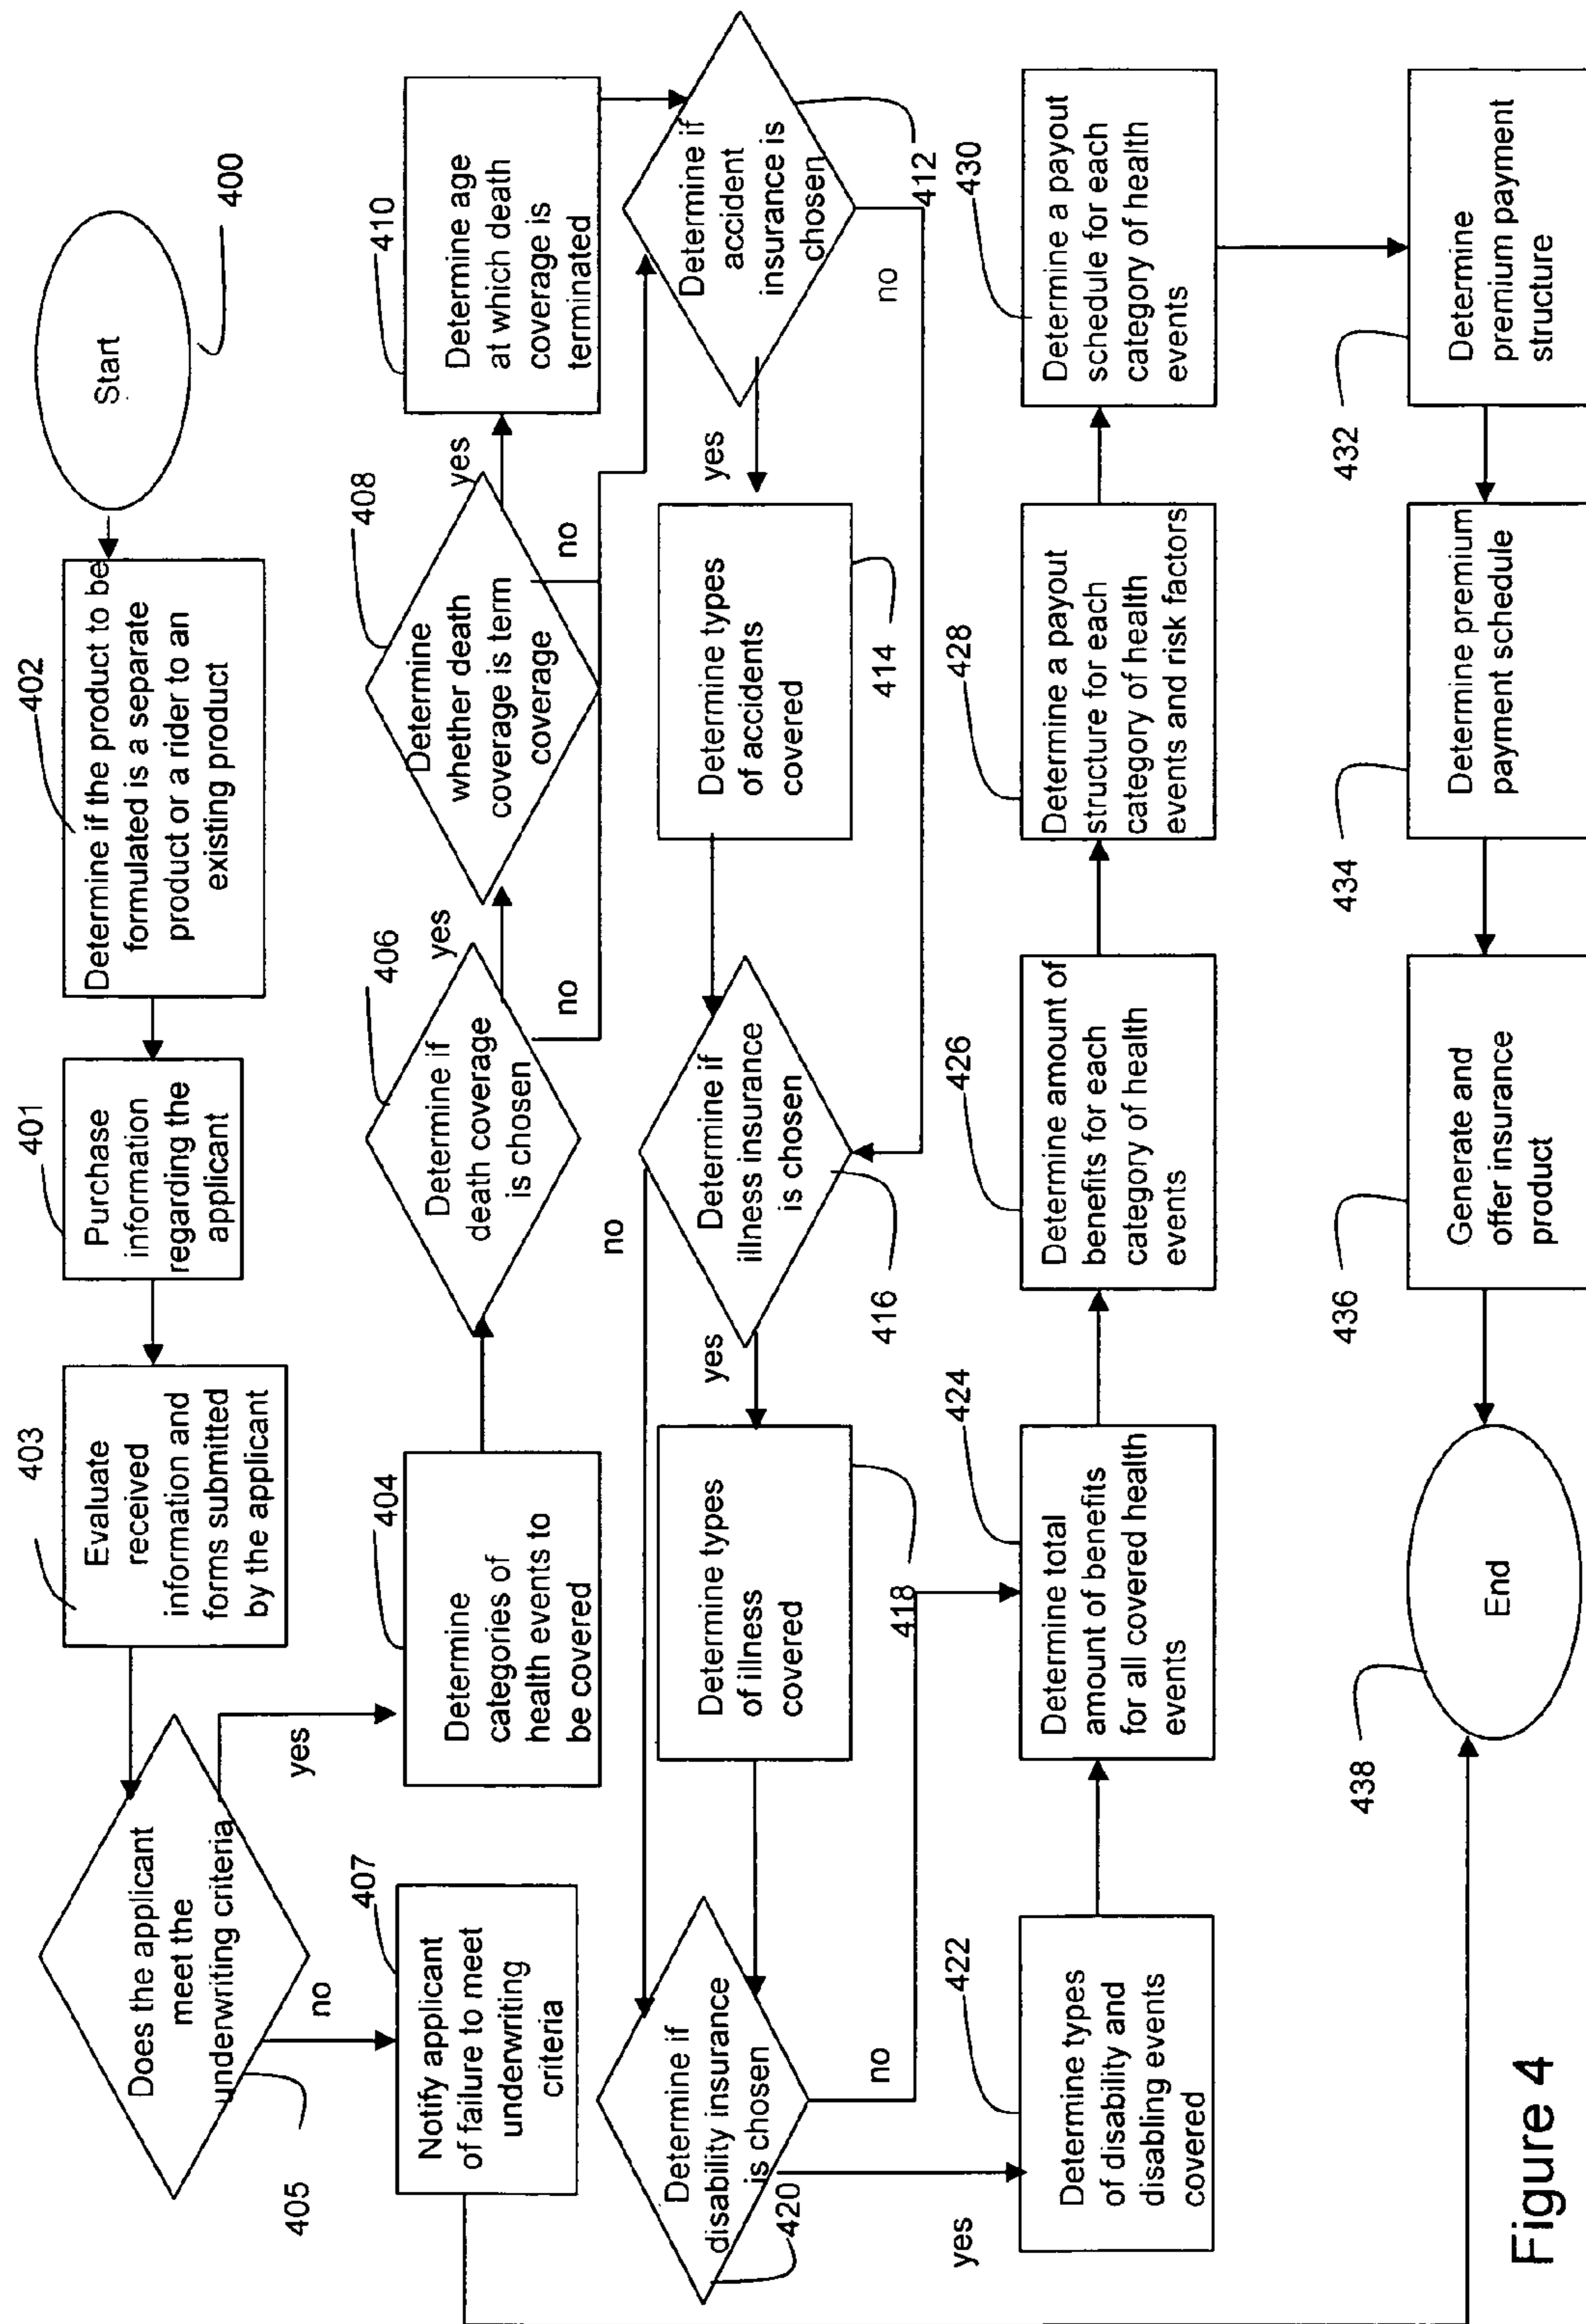 Start
400
402
Determine if the product to be
formulated is a separate
product or a rider to an
existing product
401
Purchase
information
regarding the
applicant
403
Evaluate
received
information and
forms submitted
by the applicant
Does the applicant
meet the
underwriting criteria
405
yes
no
407
Notify applicant
of failure to meet
underwriting
criteria
404
Determine
categories of
health events to
be covered
406
Determine if
death coverage
is chosen
yes
no
408
Determine
whether death
coverage is term
coverage
yes
no
410
Determine age
at which death
coverage is
terminated
Determine if
accident
insurance is
chosen
412
yes
no
Determine types
of accidents
covered
414
Determine if
illness insurance
is chosen
416
no
yes
Determine types
of illness
covered
418
Determine if
disability insurance
is chosen
420
no
yes
422
Determine types
of disability and
disabling events
covered
424
Determine total
amount of benefits
for all covered health
events
426
Determine amount of
benefits for each
category of health
events
428
Determine a payout
structure for each
category of health
events and risk factors
430
Determine a payout
schedule for each
category of health
events
432
Determine
premium payment
structure
434
Determine premium
payment schedule
436
Generate and
offer insurance
product
438
End
Figure 4